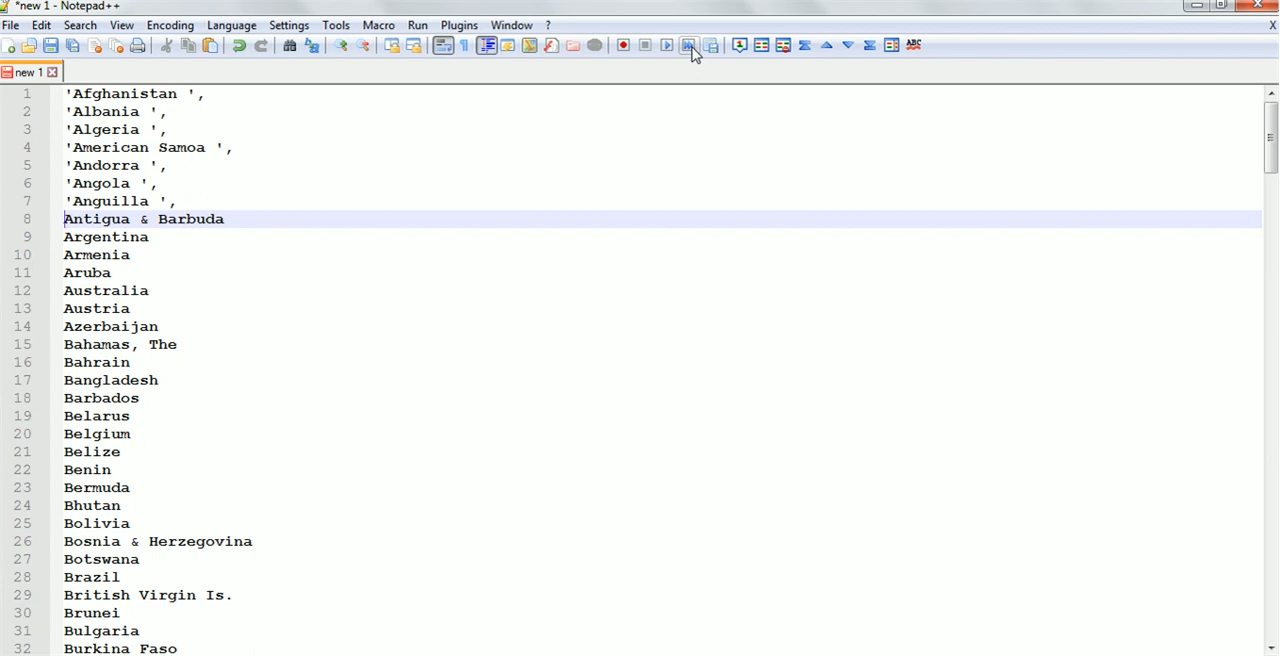 *new 1 - Notepad++
File Edit Search View Encoding Language Settings Tools Macro Run Plugins Window ? X
ABC
new 1
1 'Afghanistan ',
2 'Albania ',
3 'Algeria ',
4 'American Samoa ',
5 'Andorra ',
6 'Angola ',
7 'Anguilla ',
8 Antigua & Barbuda
9 Argentina
10 Armenia
11 Aruba
12 Australia
13 Austria
14 Azerbaijan
15 Bahamas, The
16 Bahrain
17 Bangladesh
18 Barbados
19 Belarus
20 Belgium
21 Belize
22 Benin
23 Bermuda
24 Bhutan
25 Bolivia
26 Bosnia & Herzegovina
27 Botswana
28 Brazil
29 British Virgin Is.
30 Brunei
31 Bulgaria
32 Burkina Faso